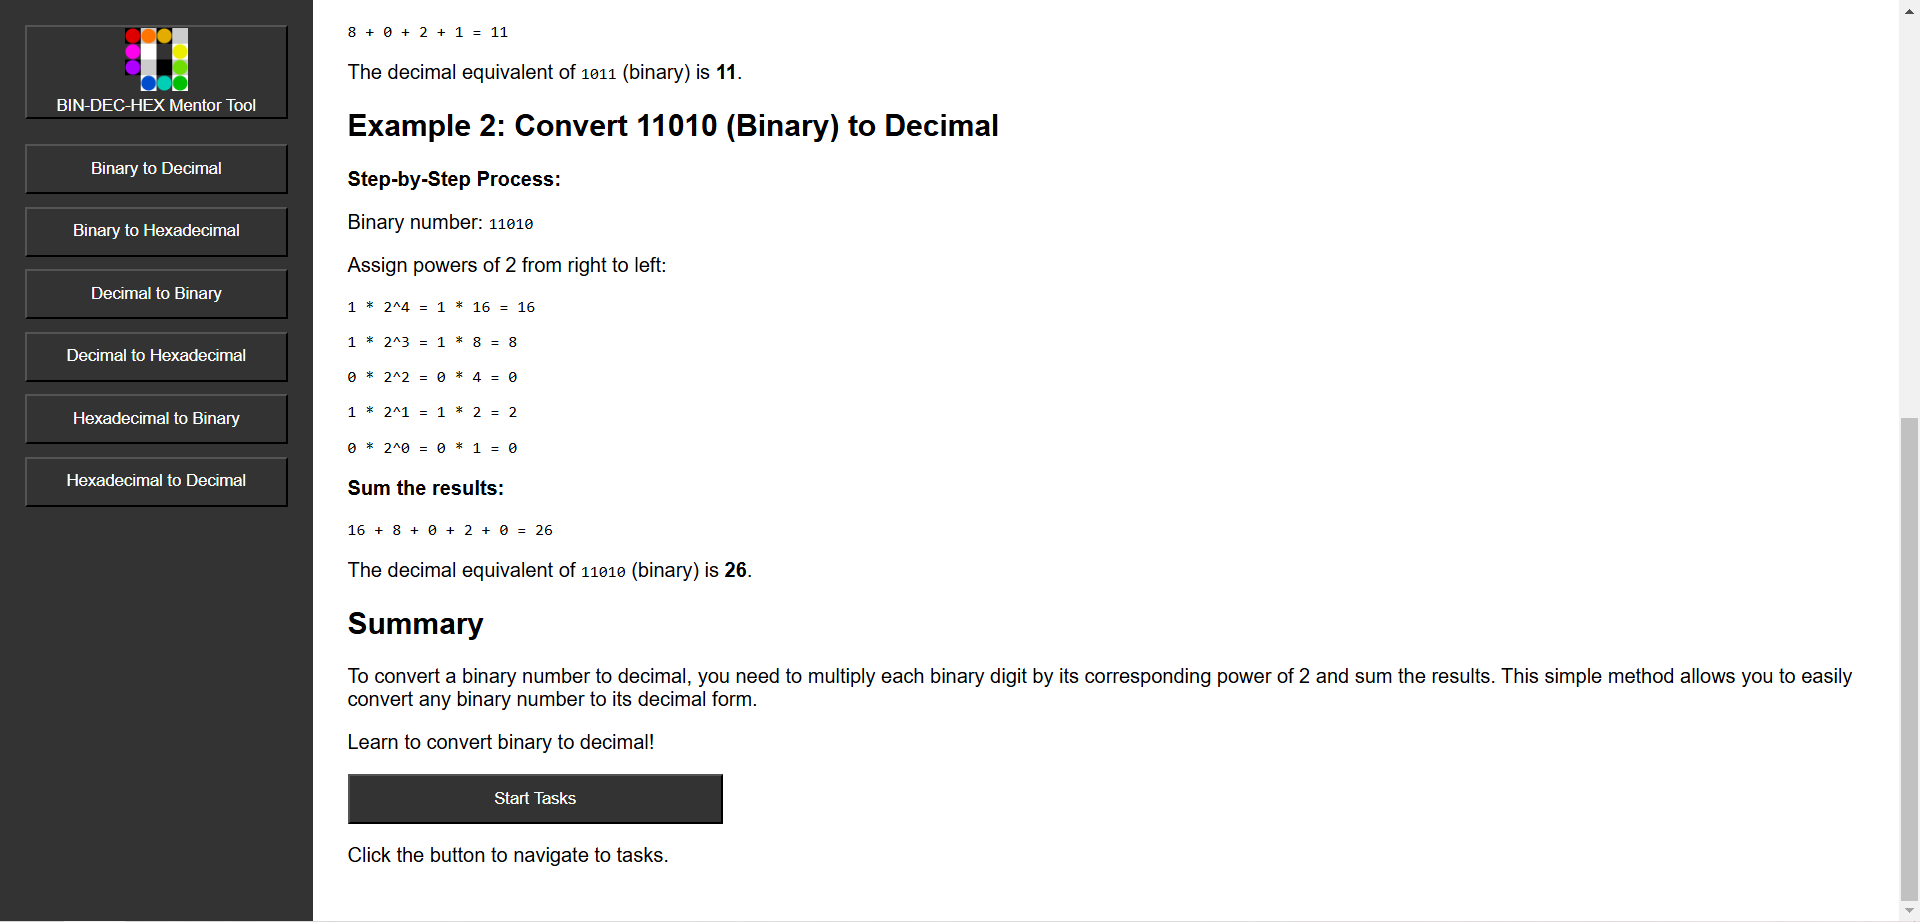 BIN-DEC-HEX Mentor Tool
Binary to Decimal
Binary to Hexadecimal
Decimal to Binary
Decimal to Hexadecimal
Hexadecimal to Binary
Hexadecimal to Decimal
8 + 0 + 2 + 1 = 11
The decimal equivalent of 1011 (binary) is 11.
Example 2: Convert 11010 (Binary) to Decimal
Step-by-Step Process:
Binary number: 11010
Assign powers of 2 from right to left:
1 * 2^4 = 1 * 16 = 16
1 * 2^3 = 1 * 8 = 8
0 * 2^2 = 0 * 4 = 0
1 * 2^1 = 1 * 2 = 2
0 * 2^0 = 0 * 1 = 0
Sum the results:
16 + 8 + 0 + 2 + 0 = 26
The decimal equivalent of 11010 (binary) is 26.
Summary
To convert a binary number to decimal, you need to multiply each binary digit by its corresponding power of 2 and sum the results. This simple method allows you to easily
convert any binary number to its decimal form.
Learn to convert binary to decimal!
Start Tasks
Click the button to navigate to tasks.